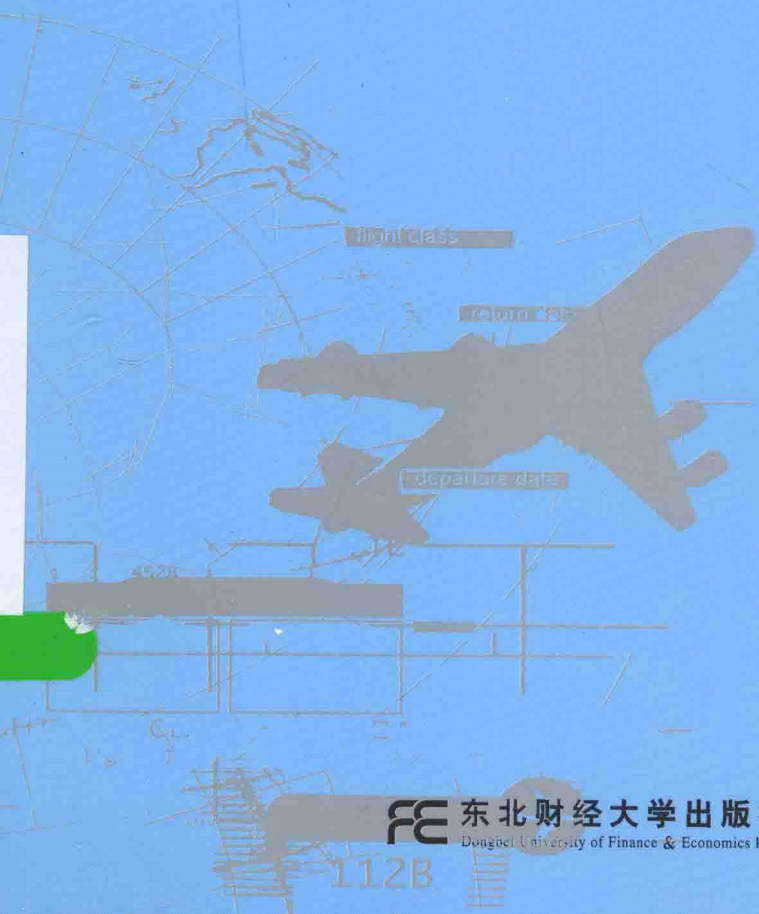 flight class
return date
departure date
452B
东北财经大学出版
Dongbei University of Finance & Economics
112B